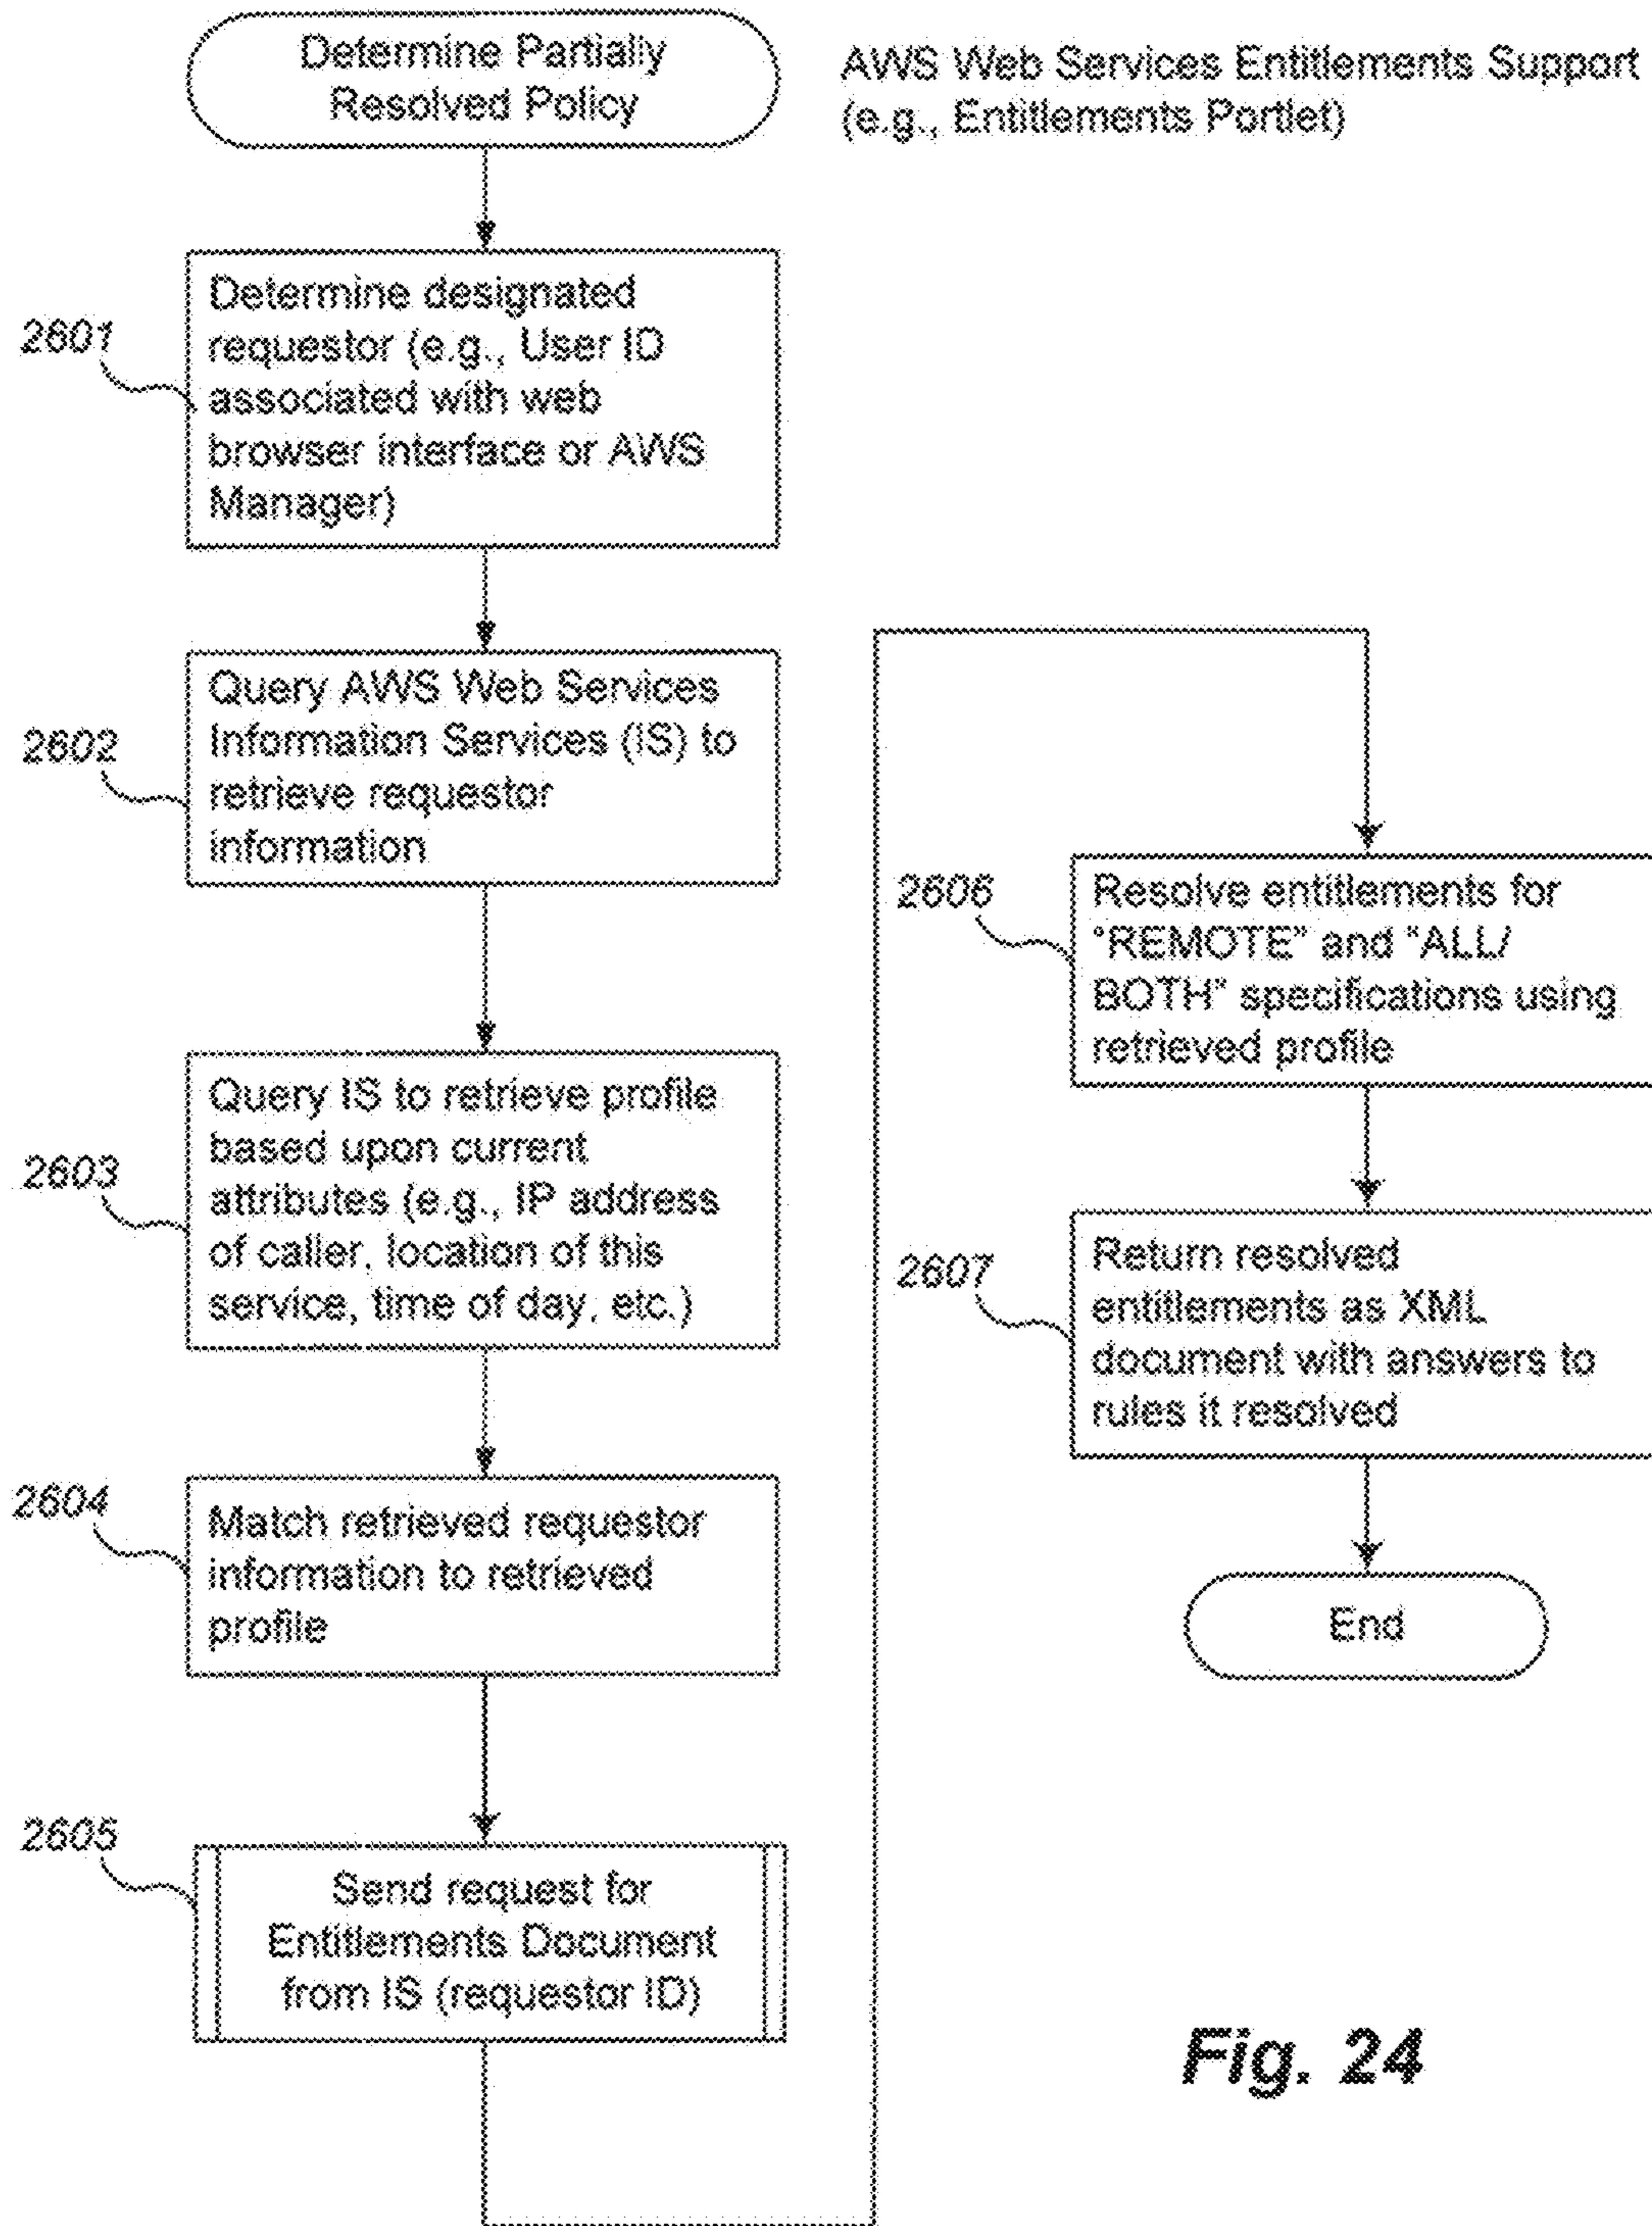 Determine Partially
Resolved Policy
AWS Web Services Entitlements Support
(e.g., Entitlements Portlet)
2601
Determine designated
requestor (e.g., User ID
associated with web
browser interface or AWS
Manager)
2602
Query AWS Web Services
Information Services (IS) to
retrieve requestor
information
2603
Query IS to retrieve profile
based upon current
attributes (e.g., IP address
of caller, location of this
service, time of day, etc.)
2604
Match retrieved requestor
information to retrieved
profile
2605
Send request for
Entitlements Document
from IS (requestor ID)
2606
Resolve entitlements for
"REMOTE" and "ALL/
BOTH" specifications using
retrieved profile
2607
Return resolved
entitlements as XML
document with answers to
rules it resolved
End
Fig. 24